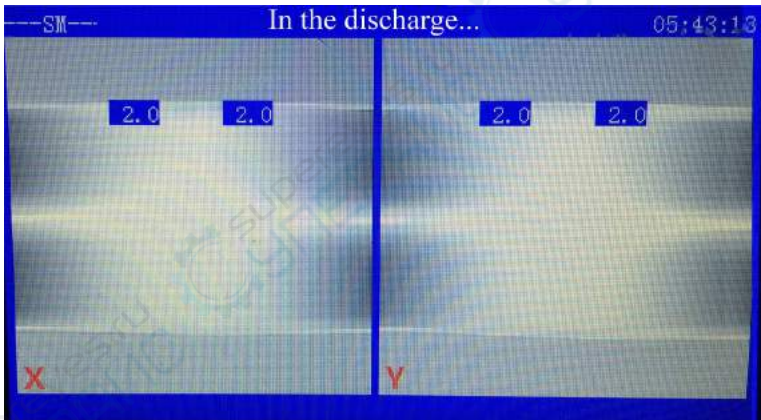 ---SM---
In the discharge...
05:43:13
2.0 2.0 2.0 2.0
X Y